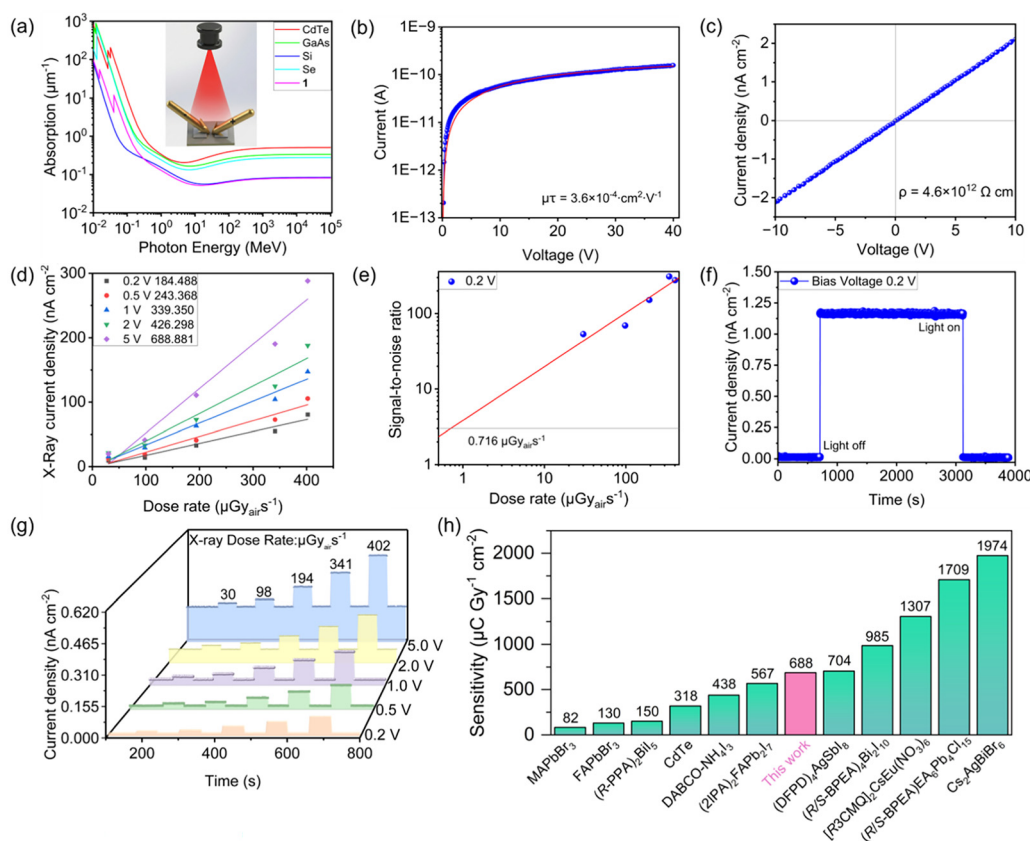 (a)
Absorption (μm⁻¹)
10³
10²
10¹
10⁰
10⁻¹
10⁻²
CdTe
GaAs
Si
Se
1
10⁻² 10⁻¹ 10⁰ 10¹ 10² 10³ 10⁴ 10⁵
Photon Energy (MeV)
(b)
Current (A)
1E−9
1E−10
1E−11
1E−12
1E−13
μτ = 3.6×10⁻⁴·cm²·V⁻¹
0 10 20 30 40
Voltage (V)
(c)
Current density (nA cm⁻²)
2
1
0
−1
−2
ρ = 4.6×10¹² Ω cm
−10 −5 0 5 10
Voltage (V)
(d)
X-Ray current density (nA cm⁻²)
300
250
200
150
100
50
0
0.2 V 184.488
0.5 V 243.368
1 V 339.350
2 V 426.298
5 V 688.881
0 100 200 300 400
Dose rate (μGyₐᵢᵣs⁻¹)
(e)
Signal-to-noise ratio
100
10
1
0.2 V
0.716 μGyₐᵢᵣs⁻¹
1 10 100
Dose rate (μGyₐᵢᵣs⁻¹)
(f)
Current density (nA cm⁻²)
1.50
1.25
1.00
0.75
0.50
0.25
0.00
Bias Voltage 0.2 V
Light on
Light off
0 1000 2000 3000 4000
Time (s)
(g)
X-ray Dose Rate:μGyₐᵢᵣs⁻¹
30 98 194 341 402
Current density (nA cm⁻²)
0.620
0.465
0.310
0.155
0.000
5.0 V
2.0 V
1.0 V
0.5 V
0.2 V
200 400 600 800
Time (s)
(h)
Sensitivity (μC Gy⁻¹ cm⁻²)
2000
1500
1000
500
0
82 130 150 318 438 567 688 704 985 1307 1709 1974
MAPbBr₃
FAPbBr₃
(R-PPA)₂BiI₅
CdTe
DABCO-NH₄I₃
(2IPA)₂FAPb₂I₇
This work
(DFPD)₄AgSbI₈
(R/S-BPEA)₄Bi₂I₁₀
[R3CMQ]₂CsEu(NO₃)₆
(R/S-BPEA)EA₆Pb₄Cl₁₅
Cs₂AgBiBr₆